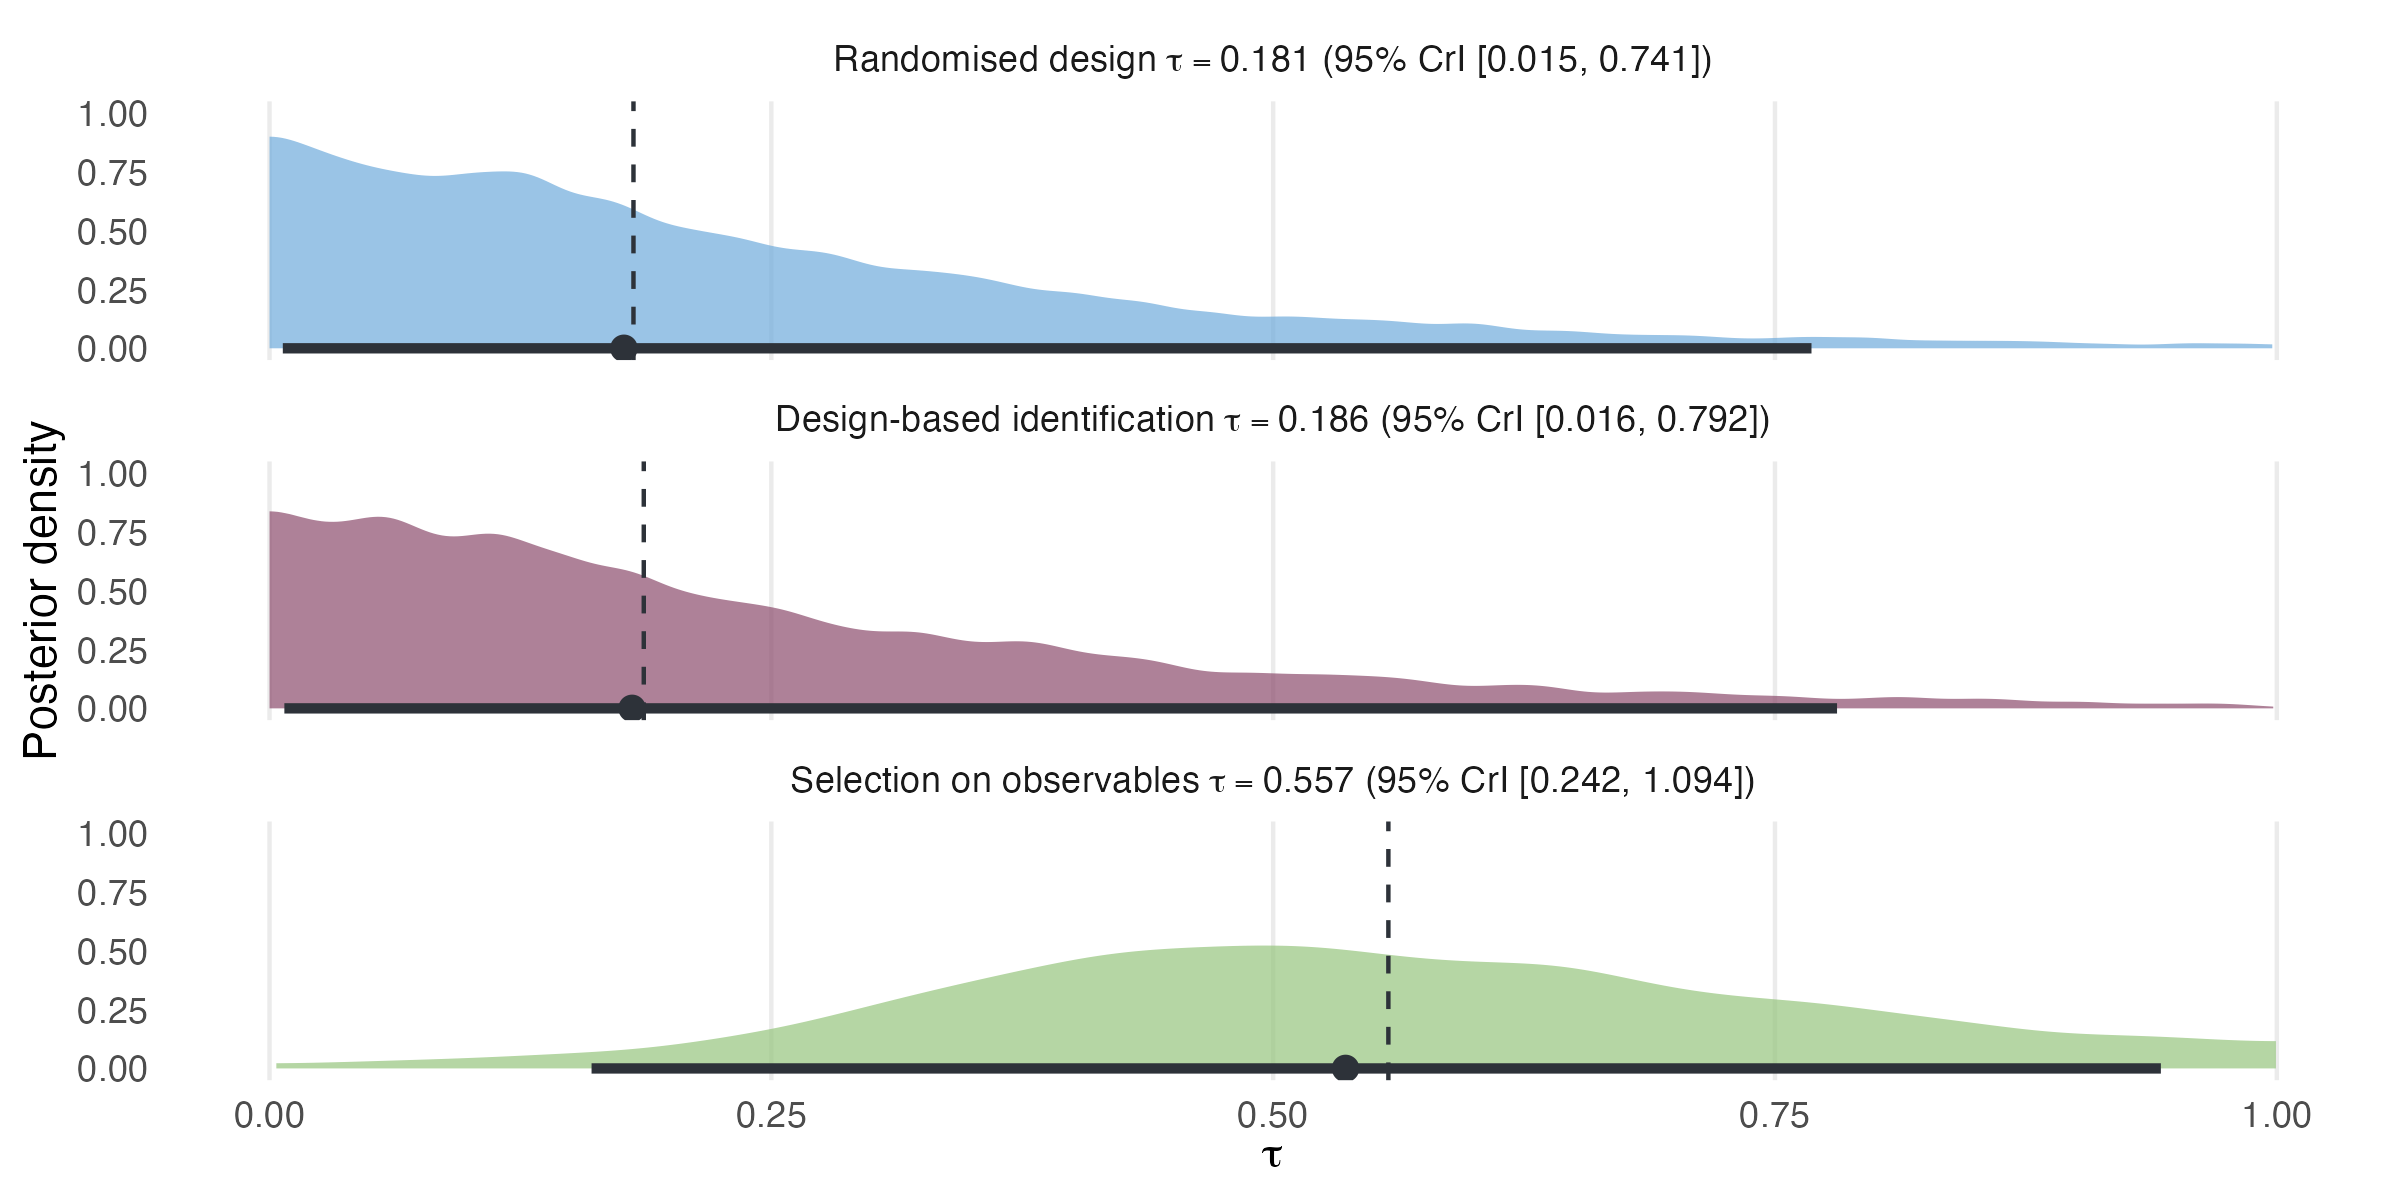 Randomised design τ = 0.181 (95% CrI [0.015, 0.741])
1.00
0.75
0.50
0.25
0.00
Design-based identification τ = 0.186 (95% CrI [0.016, 0.792])
Posterior density
1.00
0.75
0.50
0.25
0.00
Selection on observables τ = 0.557 (95% CrI [0.242, 1.094])
1.00
0.75
0.50
0.25
0.00
0.00 0.25 0.50 0.75 1.00
τ